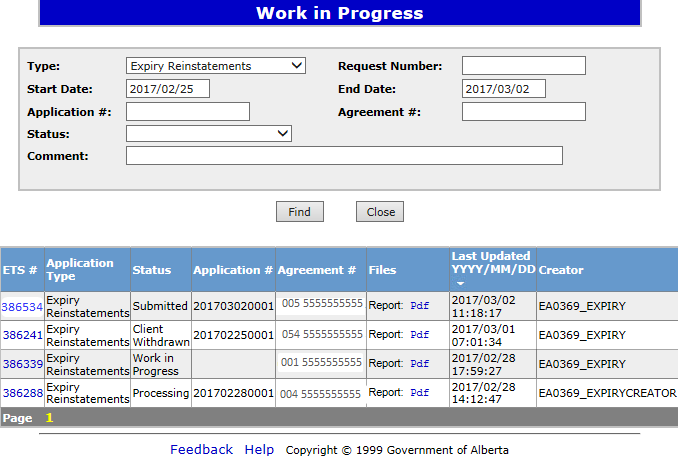 Work in Progress
Type: Expiry Reinstatements Request Number:
Start Date: 2017/02/25 End Date: 2017/03/02
Application #: Agreement #:
Status:
Comment:
Find Close
ETS # Application Type Status Application # Agreement # Files Last Updated YYYY/MM/DD Creator
386534 Expiry Reinstatements Submitted 201703020001 005 5555555555 Report: Pdf 2017/03/02 11:18:17 EA0369_EXPIRY
386241 Expiry Reinstatements Client Withdrawn 201702250001 054 5555555555 Report: Pdf 2017/03/01 07:01:34 EA0369_EXPIRY
386339 Expiry Reinstatements Work in Progress 001 5555555555 Report: Pdf 2017/02/28 17:59:27 EA0369_EXPIRY
386288 Expiry Reinstatements Processing 201702280001 004 5555555555 Report: Pdf 2017/02/28 14:12:47 EA0369_EXPIRYCREATOR
Page 1
Feedback Help Copyright © 1999 Government of Alberta